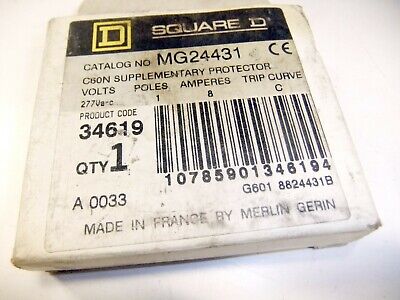 D SQUARE D
CATALOG NO MG24431 CE
C60N SUPPLEMENTARY PROTECTOR
VOLTS POLES AMPERES TRIP CURVE
277Va-c 1 8 C
PRODUCT CODE
34619
QTY 1
10785901346194
A 0033
G601 8824431B
MADE IN FRANCE BY MERLIN GERIN